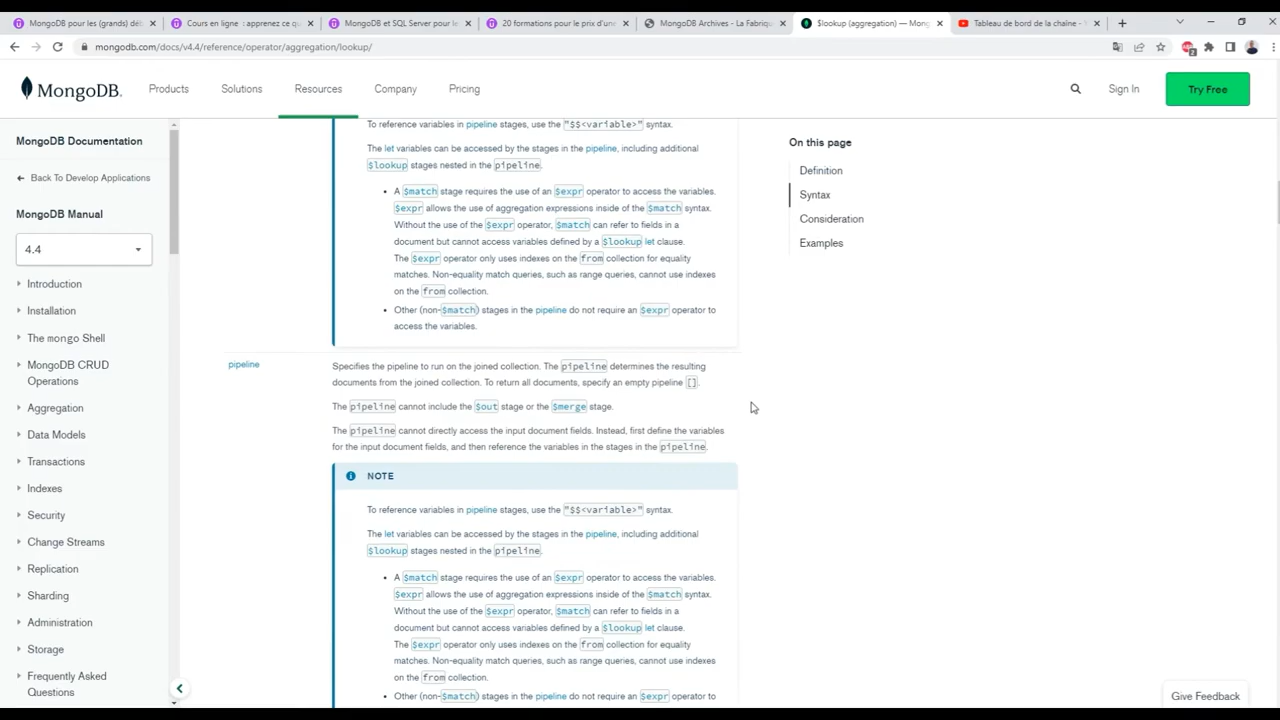 MongoDB pour les (grands) déb
Cours en ligne : apprenez ce qu
MongoDB et SQL Server pour le
20 formations pour le prix d'une
MongoDB Archives - La Fabriqu
$lookup (aggregation) — Mong
Tableau de bord de la chaîne - M
mongodb.com/docs/v4.4/reference/operator/aggregation/lookup/
2
MongoDB.
Products
Solutions
Resources
Company
Pricing
Sign In
Try Free
MongoDB Documentation
Back To Develop Applications
MongoDB Manual
4.4
Introduction
Installation
The mongo Shell
MongoDB CRUD
Operations
Aggregation
Data Models
Transactions
Indexes
Security
Change Streams
Replication
Sharding
Administration
Storage
Frequently Asked
Questions
To reference variables in pipeline stages, use the "$$<variable>" syntax.
The let variables can be accessed by the stages in the pipeline, including additional
$lookup stages nested in the pipeline.
A $match stage requires the use of an $expr operator to access the variables.
$expr allows the use of aggregation expressions inside of the $match syntax.
Without the use of the $expr operator, $match can refer to fields in a
document but cannot access variables defined by a $lookup let clause.
The $expr operator only uses indexes on the from collection for equality
matches. Non-equality match queries, such as range queries, cannot use indexes
on the from collection.
Other (non-$match) stages in the pipeline do not require an $expr operator to
access the variables.
pipeline
Specifies the pipeline to run on the joined collection. The pipeline determines the resulting
documents from the joined collection. To return all documents, specify an empty pipeline [].
The pipeline cannot include the $out stage or the $merge stage.
The pipeline cannot directly access the input document fields. Instead, first define the variables
for the input document fields, and then reference the variables in the stages in the pipeline.
NOTE
To reference variables in pipeline stages, use the "$$<variable>" syntax.
The let variables can be accessed by the stages in the pipeline, including additional
$lookup stages nested in the pipeline.
A $match stage requires the use of an $expr operator to access the variables.
$expr allows the use of aggregation expressions inside of the $match syntax.
Without the use of the $expr operator, $match can refer to fields in a
document but cannot access variables defined by a $lookup let clause.
The $expr operator only uses indexes on the from collection for equality
matches. Non-equality match queries, such as range queries, cannot use indexes
on the from collection.
Other (non-$match) stages in the pipeline do not require an $expr operator to
On this page
Definition
Syntax
Consideration
Examples
Give Feedback